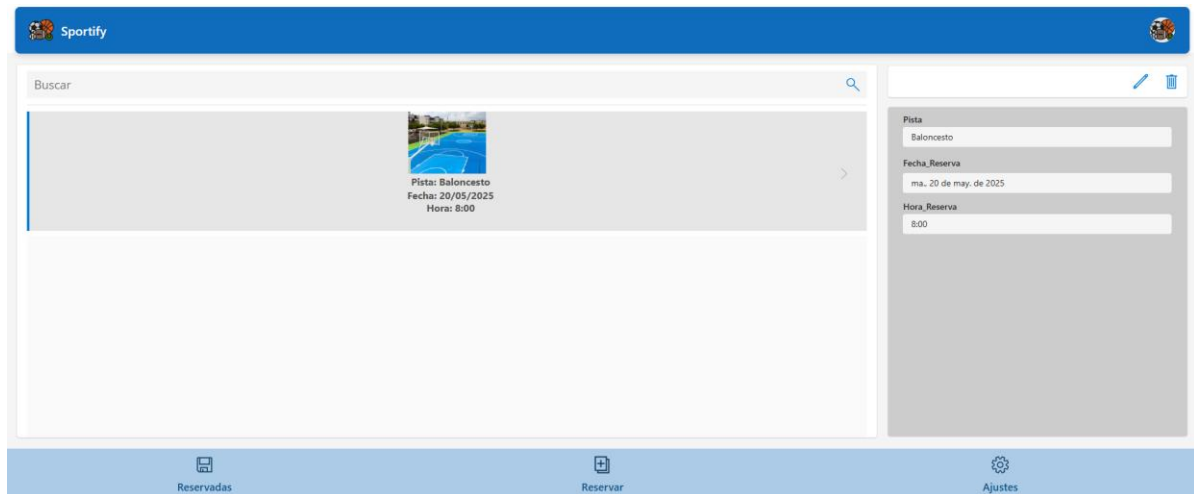 Sportify
Buscar
Pista: Baloncesto
Fecha: 20/05/2025
Hora: 8:00
Pista
Baloncesto
Fecha_Reserva
ma., 20 de may. de 2025
Hora_Reserva
8:00
Reservadas
Reservar
Ajustes